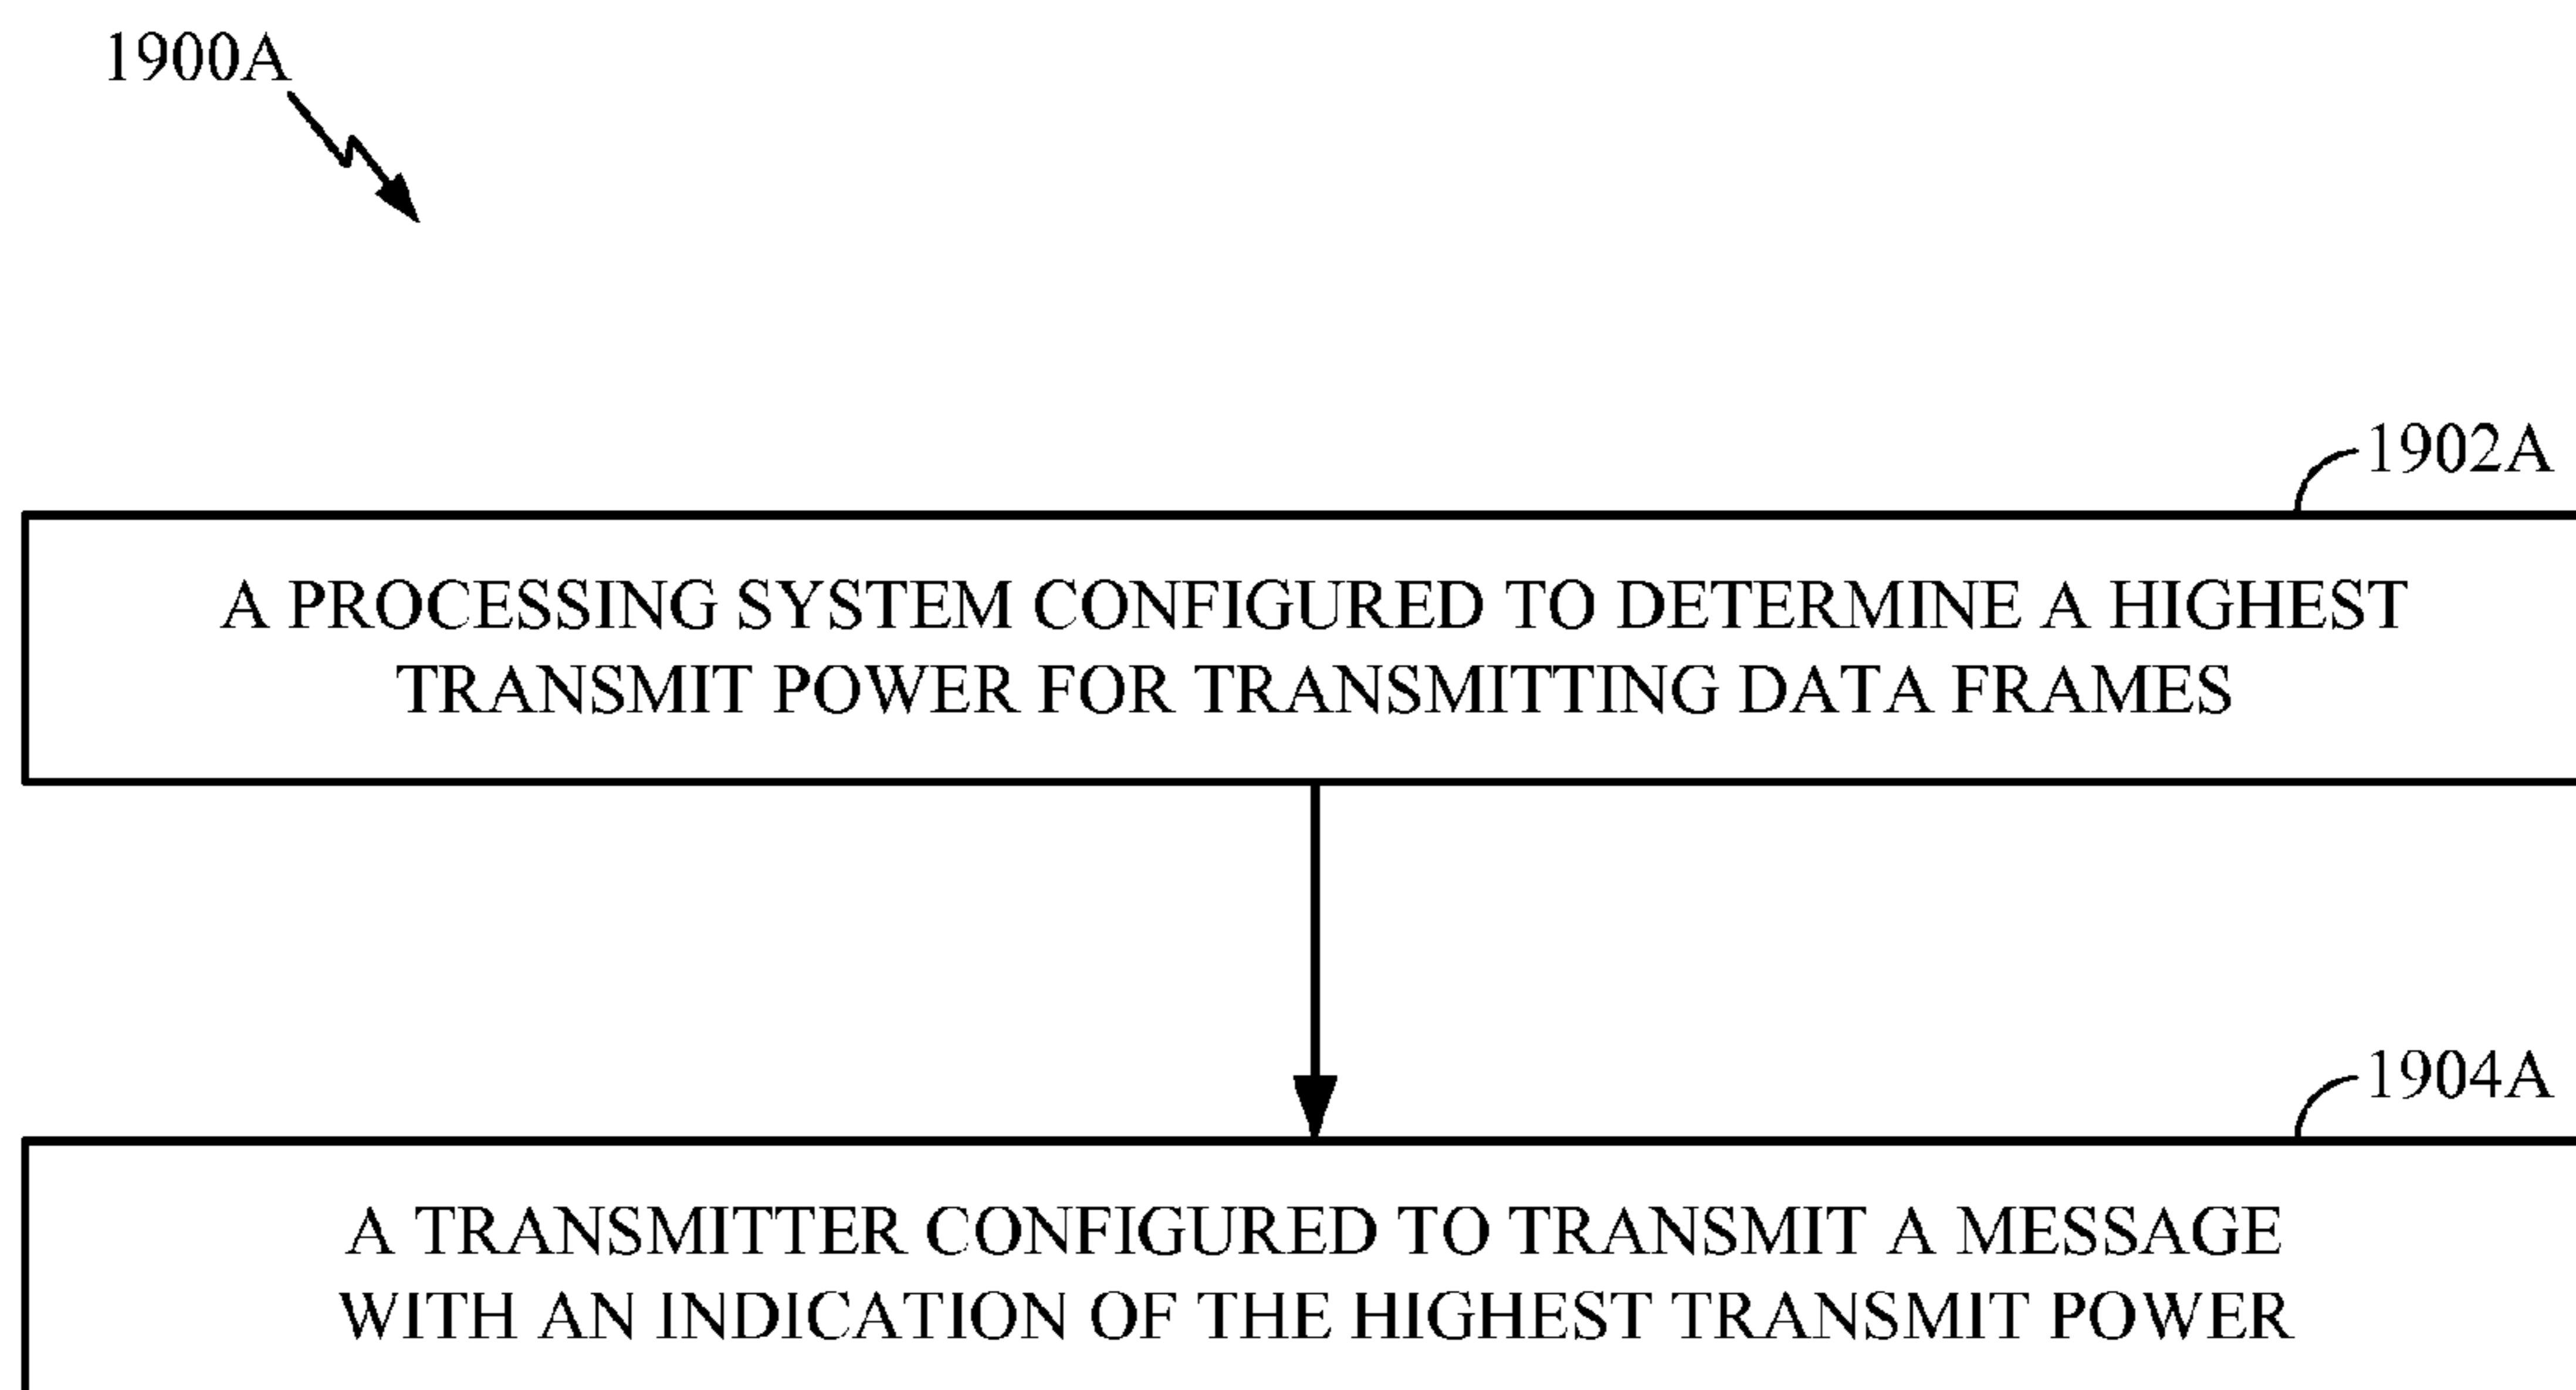 1900A
1902A
A PROCESSING SYSTEM CONFIGURED TO DETERMINE A HIGHEST
TRANSMIT POWER FOR TRANSMITTING DATA FRAMES
1904A
A TRANSMITTER CONFIGURED TO TRANSMIT A MESSAGE
WITH AN INDICATION OF THE HIGHEST TRANSMIT POWER